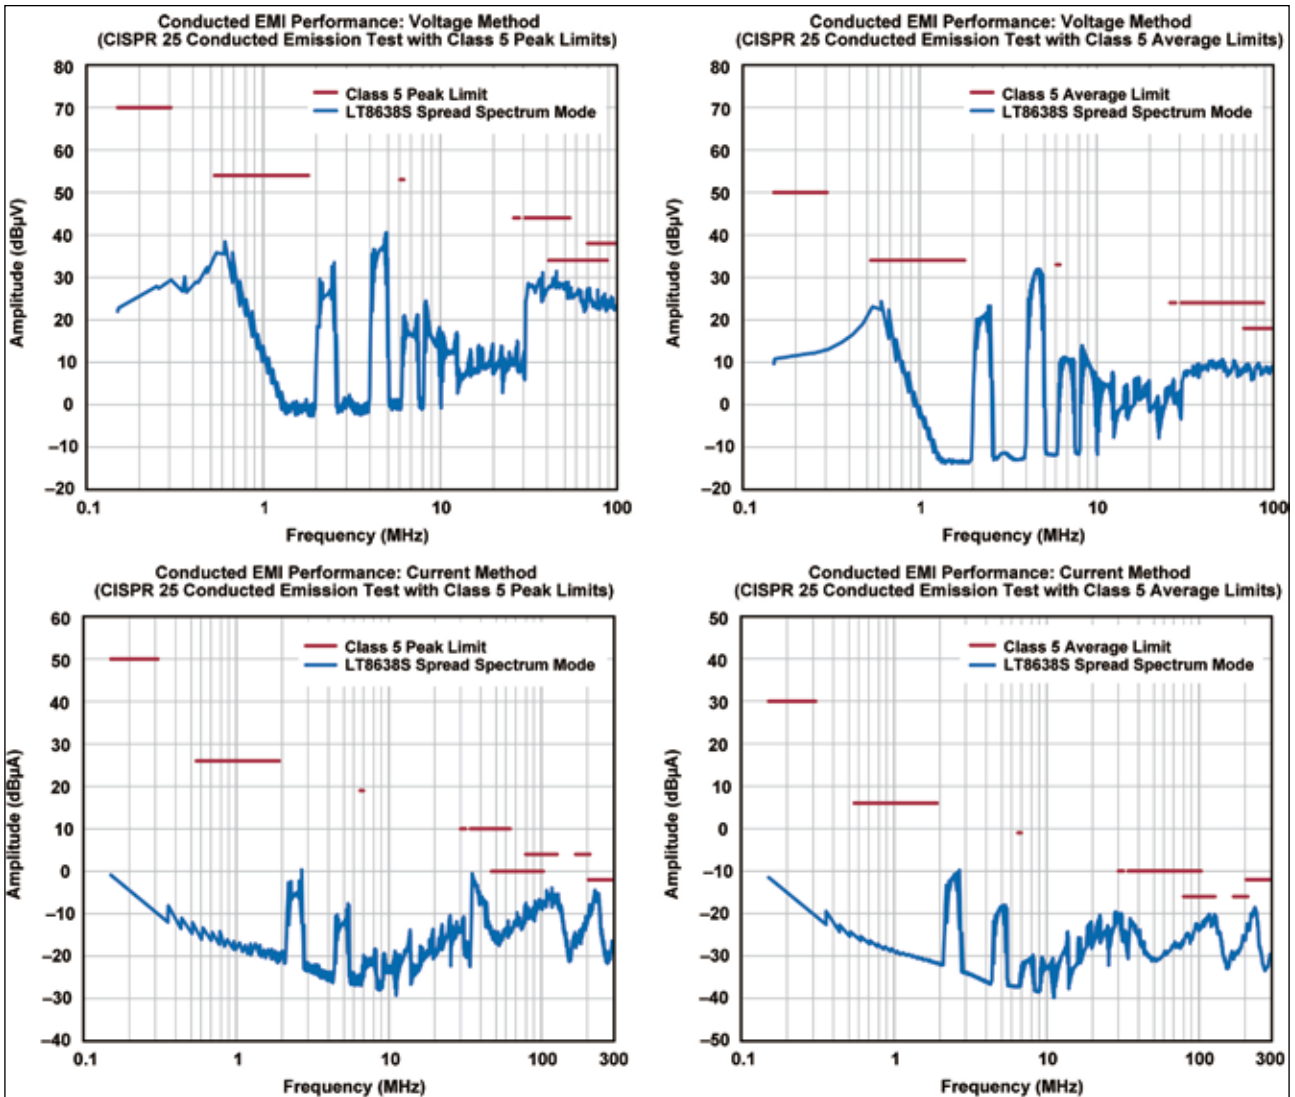 Conducted EMI Performance: Voltage Method
(CISPR 25 Conducted Emission Test with Class 5 Peak Limits)
80
70
60
50
40
30
20
10
0
–10
–20
Amplitude (dBµV)
Class 5 Peak Limit
LT8638S Spread Spectrum Mode
0.1
1
10
100
Frequency (MHz)
Conducted EMI Performance: Voltage Method
(CISPR 25 Conducted Emission Test with Class 5 Average Limits)
80
70
60
50
40
30
20
10
0
–10
–20
Amplitude (dBµV)
Class 5 Average Limit
LT8638S Spread Spectrum Mode
0.1
1
10
100
Frequency (MHz)
Conducted EMI Performance: Current Method
(CISPR 25 Conducted Emission Test with Class 5 Peak Limits)
60
50
40
30
20
10
0
–10
–20
–30
–40
Amplitude (dBµA)
Class 5 Peak Limit
LT8638S Spread Spectrum Mode
0.1
1
10
100
300
Frequency (MHz)
Conducted EMI Performance: Current Method
(CISPR 25 Conducted Emission Test with Class 5 Average Limits)
50
40
30
20
10
0
–10
–20
–30
–40
–50
Amplitude (dBµA)
Class 5 Average Limit
LT8638S Spread Spectrum Mode
0.1
1
10
100
300
Frequency (MHz)